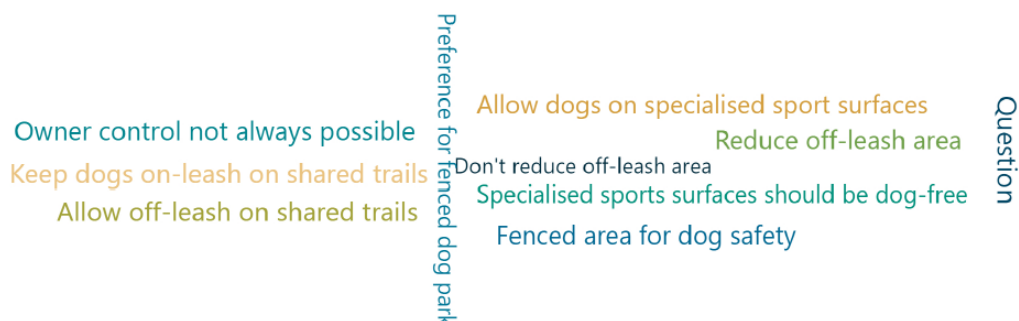 Owner control not always possible
Keep dogs on-leash on shared trails
Allow off-leash on shared trails
Preference for fenced dog park
Allow dogs on specialised sport surfaces
Reduce off-leash area
Don't reduce off-leash area
Specialised sports surfaces should be dog-free
Fenced area for dog safety
Question